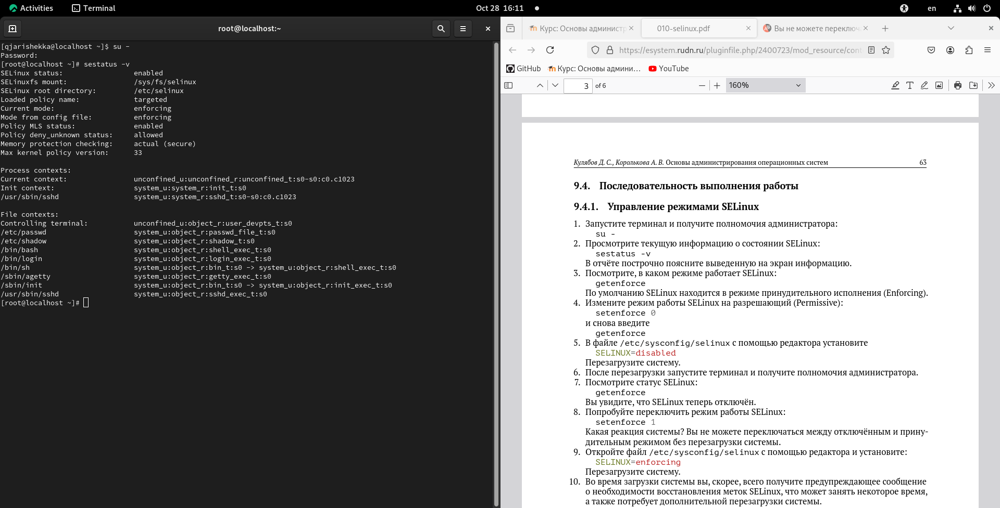 Activities
Terminal
Oct 28 16:11
en
root@localhost:~
[qjarishekka@localhost ~]$ su -
Password:
[root@localhost ~]# sestatus -v
SELinux status: enabled
SELinuxfs mount: /sys/fs/selinux
SELinux root directory: /etc/selinux
Loaded policy name: targeted
Current mode: enforcing
Mode from config file: enforcing
Policy MLS status: enabled
Policy deny_unknown status: allowed
Memory protection checking: actual (secure)
Max kernel policy version: 33
Process contexts:
Current context: unconfined_u:unconfined_r:unconfined_t:s0-s0:c0.c1023
Init context: system_u:system_r:init_t:s0
/usr/sbin/sshd system_u:system_r:sshd_t:s0-s0:c0.c1023
File contexts:
Controlling terminal: unconfined_u:object_r:user_devpts_t:s0
/etc/passwd system_u:object_r:passwd_file_t:s0
/etc/shadow system_u:object_r:shadow_t:s0
/bin/bash system_u:object_r:shell_exec_t:s0
/bin/login system_u:object_r:login_exec_t:s0
/bin/sh system_u:object_r:bin_t:s0 -> system_u:object_r:shell_exec_t:s0
/sbin/agetty system_u:object_r:getty_exec_t:s0
/sbin/init system_u:object_r:bin_t:s0 -> system_u:object_r:init_exec_t:s0
/usr/sbin/sshd system_u:object_r:sshd_exec_t:s0
[root@localhost ~]#
Курс: Основы администр
010-selinux.pdf
Вы не можете переключ
https://esystem.rudn.ru/pluginfile.php/2400723/mod_resource/cont
GitHub
Курс: Основы админи…
YouTube
3 of 6
160%
Кулябов Д. С., Королькова А. В. Основы администрирования операционных систем 63
9.4. Последовательность выполнения работы
9.4.1. Управление режимами SELinux
1. Запустите терминал и получите полномочия администратора:
su -
2. Просмотрите текущую информацию о состоянии SELinux:
sestatus -v
В отчёте построчно поясните выведенную на экран информацию.
3. Посмотрите, в каком режиме работает SELinux:
getenforce
По умолчанию SELinux находится в режиме принудительного исполнения (Enforcing).
4. Измените режим работы SELinux на разрешающий (Permissive):
setenforce 0
и снова введите
getenforce
5. В файле /etc/sysconfig/selinux с помощью редактора установите
SELINUX=disabled
Перезагрузите систему.
6. После перезагрузки запустите терминал и получите полномочия администратора.
7. Посмотрите статус SELinux:
getenforce
Вы увидите, что SELinux теперь отключён.
8. Попробуйте переключить режим работы SELinux:
setenforce 1
Какая реакция системы? Вы не можете переключаться между отключённым и прину-
дительным режимом без перезагрузки системы.
9. Откройте файл /etc/sysconfig/selinux с помощью редактора и установите:
SELINUX=enforcing
Перезагрузите систему.
10. Во время загрузки системы вы, скорее, всего получите предупреждающее сообщение
о необходимости восстановления меток SELinux, что может занять некоторое время,
а также потребует дополнительной перезагрузки системы.